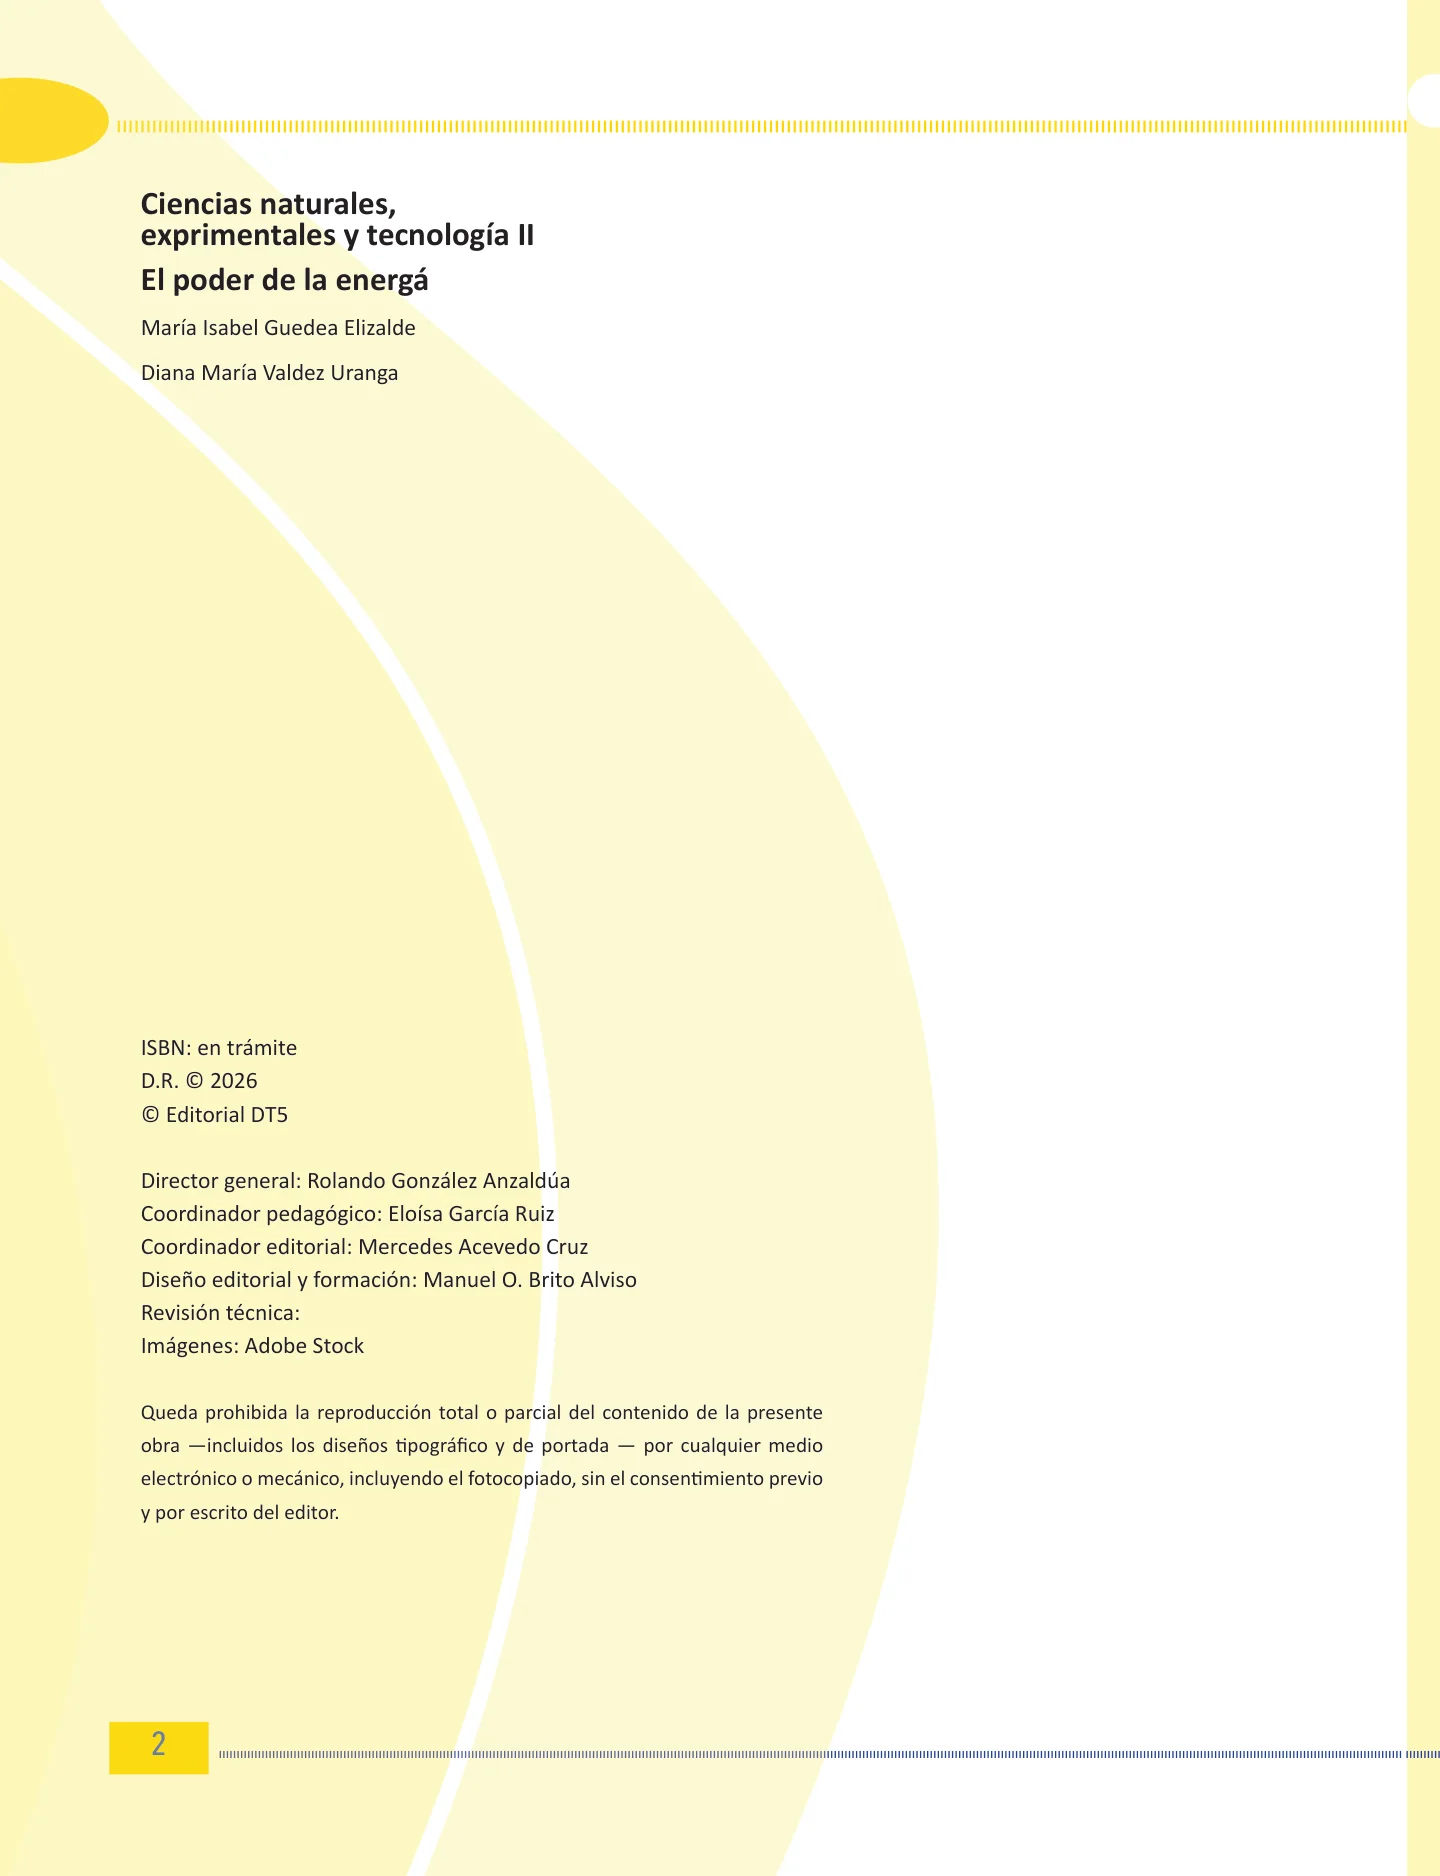 Ciencias naturales,
exprimentales y tecnología II
El poder de la energá
María Isabel Guedea Elizalde
Diana María Valdez Uranga
ISBN: en trámite
D.R. © 2026
© Editorial DT5
Director general: Rolando González Anzaldúa
Coordinador pedagógico: Eloísa García Ruiz
Coordinador editorial: Mercedes Acevedo Cruz
Diseño editorial y formación: Manuel O. Brito Alviso
Revisión técnica:
Imágenes: Adobe Stock
Queda prohibida la reproducción total o parcial del contenido de la presente
obra —incluidos los diseños tipográfico y de portada — por cualquier medio
electrónico o mecánico, incluyendo el fotocopiado, sin el consentimiento previo
y por escrito del editor.
2